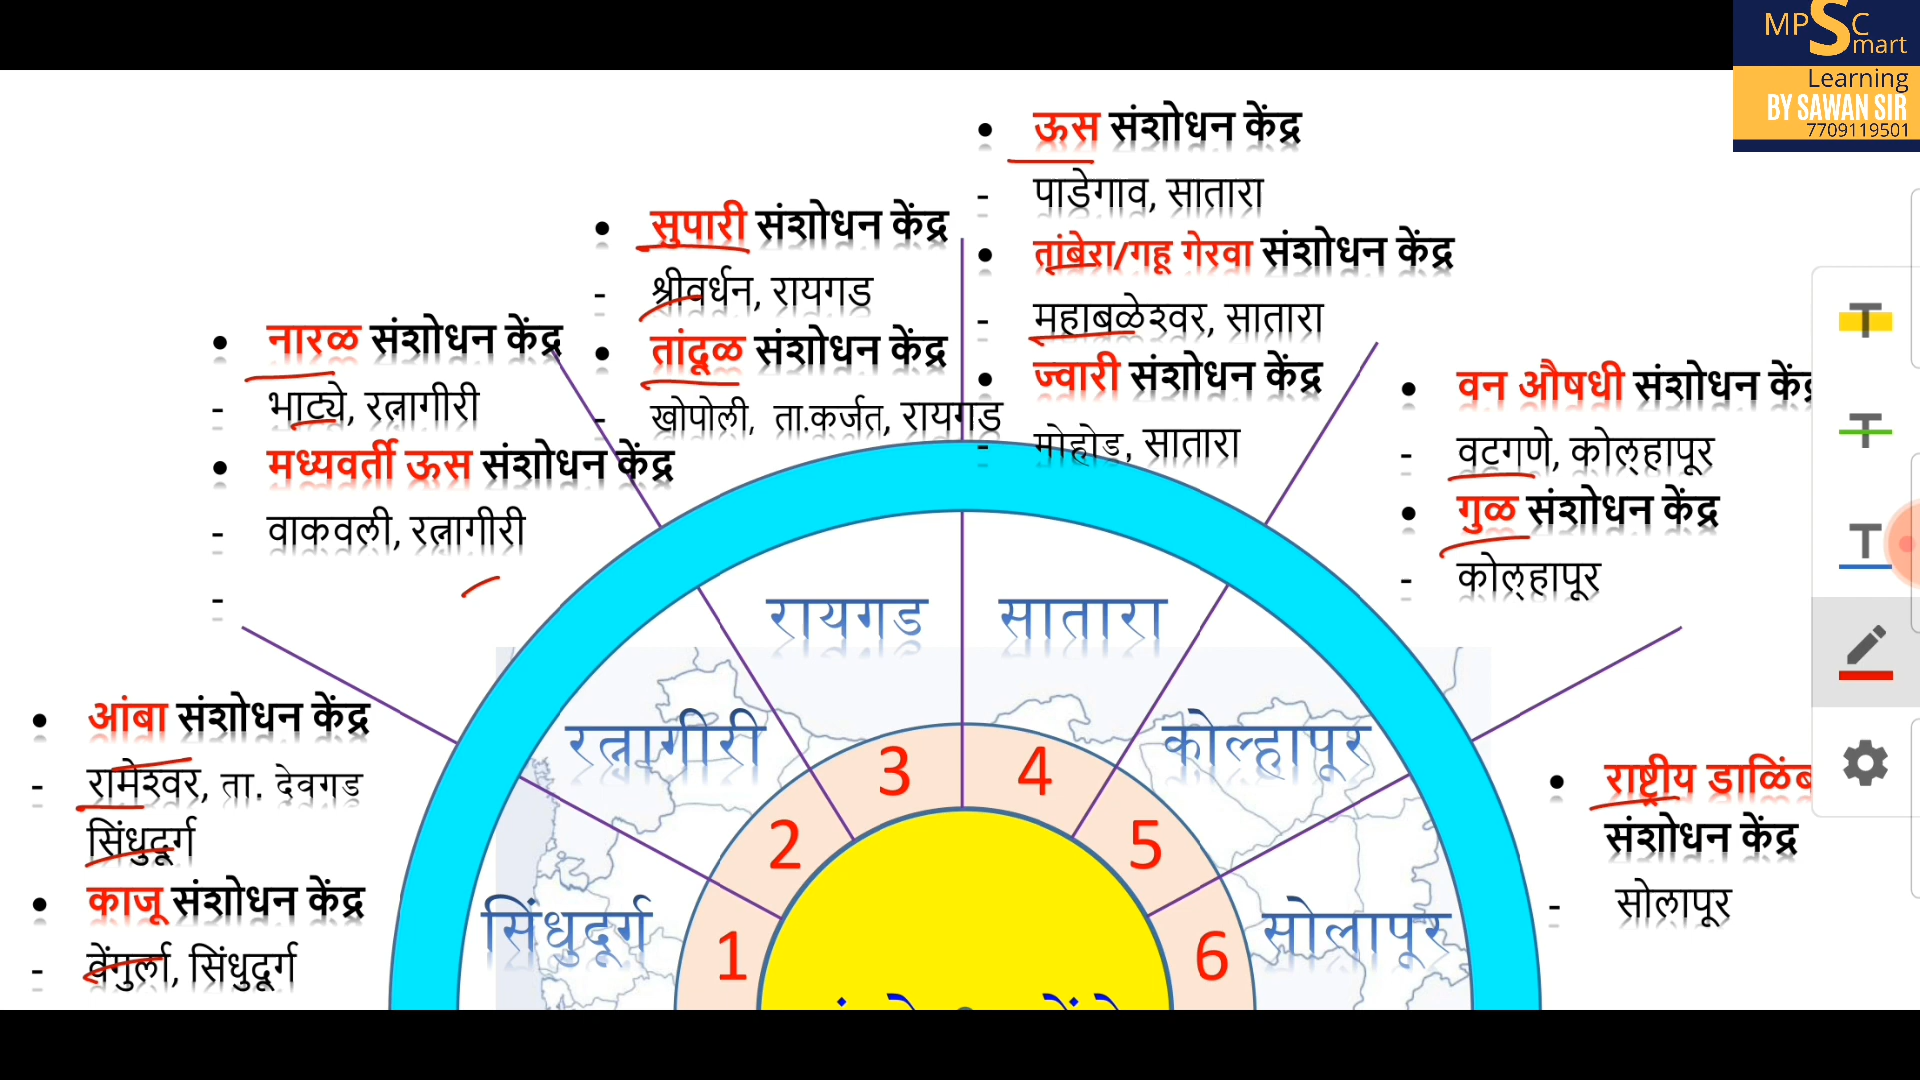 MPSC
mart
Learning
BY SAWAN SIR
7709119501
• ऊस संशोधन केंद्र
- पाडेगाव, सातारा
• तांबेरा/गहू गेरवा संशोधन केंद्र
- महाबळेश्वर, सातारा
• ज्वारी संशोधन केंद्र
- मोहोड, सातारा
• सुपारी संशोधन केंद्र
- श्रीवर्धन, रायगड
• तांदूळ संशोधन केंद्र
- खोपोली, ता.कर्जत, रायगड
• नारळ संशोधन केंद्र
- भाट्ये, रत्नागीरी
• मध्यवर्ती ऊस संशोधन केंद्र
- वाकवली, रत्नागीरी
-
• वन औषधी संशोधन
- वटगणे, कोल्हापूर
• गुळ संशोधन केंद्र
- कोल्हापूर
• आंबा संशोधन केंद्र
- रामेश्वर, ता. देवगड
सिंधुदूर्ग
• काजू संशोधन केंद्र
- वेंगुर्ला, सिंधुदूर्ग
• राष्ट्रीय
संशोधन केंद्र
- सोलापूर
रायगड
सातारा
रत्नागीरी
कोल्हापूर
सिंधुदूर्ग
सोलापूर
3
4
2
5
1
6
T
T
T